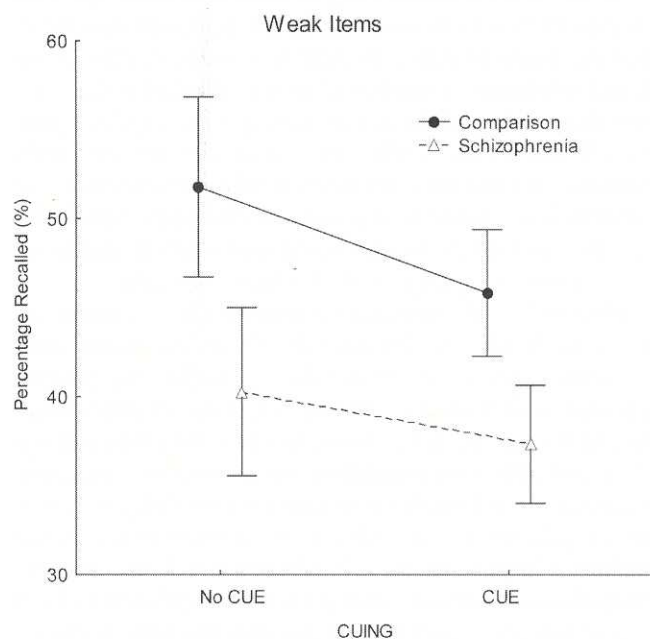 Weak Items
60
50
40
30
Percentage Recalled (%)
Comparison
Schizophrenia
No CUE
CUE
CUING